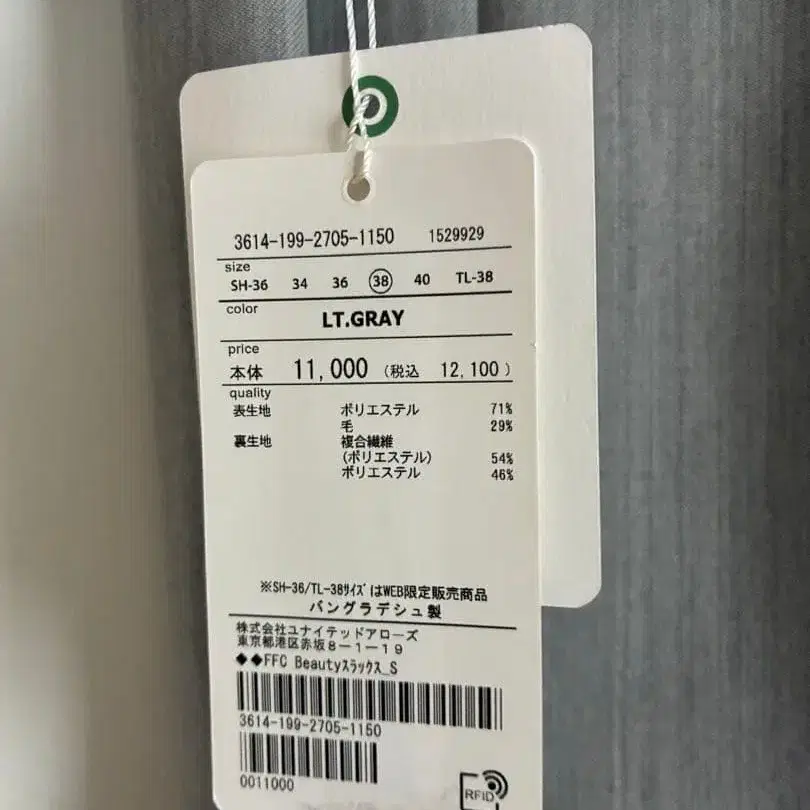 3614-199-2705-1150 1529929
size
SH-36 34 36 38 40 TL-38
color
LT.GRAY
price
本体 11,000 (税込 12,100)
quality
表生地 ポリエステル 71%
毛 29%
裏生地 複合繊維
(ポリエステル) 54%
ポリエステル 46%
※SH-36/TL-38ｻｲｽﾞはWEB限定販売商品
バングラデシュ製
株式会社ユナイテッドアローズ
東京都港区赤坂8-1-19
◆◆FFC Beautyｽﾗｯｸｽ_S
3614-199-2705-1150
0011000
RFID